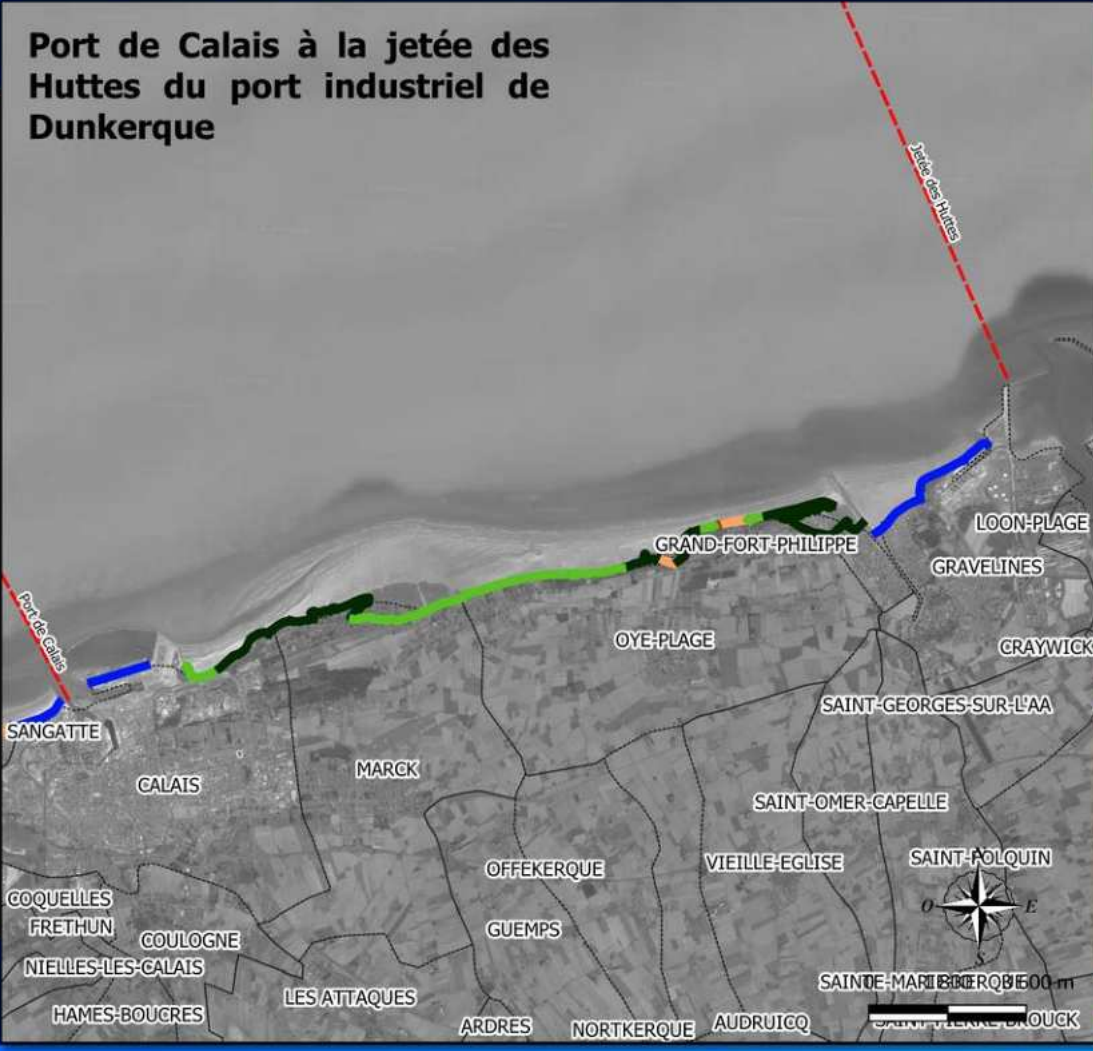 Port de Calais à la jetée des
Huttes du port industriel de
Dunkerque
Jetée des Huttes
Port de Calais
LOON-PLAGE
GRAND-FORT-PHILIPPE
GRAVELINES
OYE-PLAGE
CRAYWICK
SAINT-GEORGES-SUR-L'AA
SANGATTE
MARCK
CALAIS
SAINT-OMER-CAPELLE
SAINT-FOLQUIN
VIEILLE-EGLISE
OFFEKERQUE
COQUELLES
N
O E
S
FRETHUN
GUEMPS
COULOGNE
NIELLES-LES-CALAIS
3 600 m
LES ATTAQUES
HAMES-BOUCRES
AUDRUICQ
ARDRES
NORTKERQUE